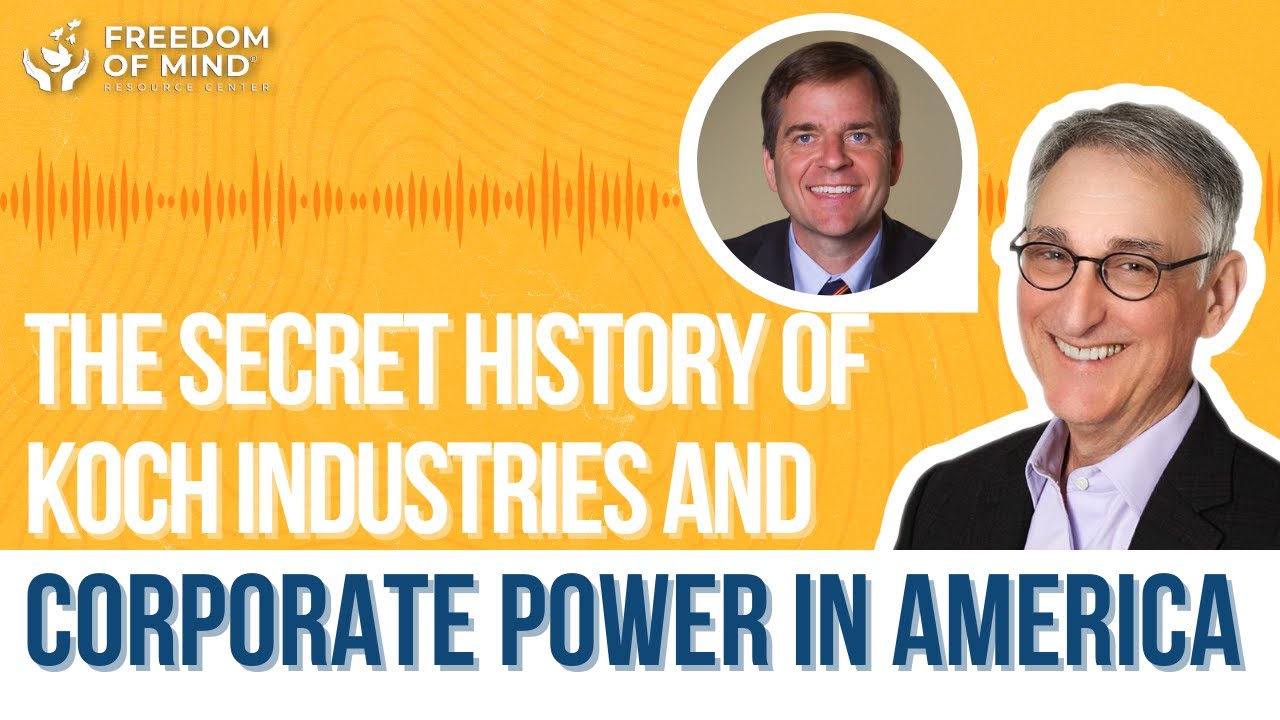 FREEDOM
OF MIND®
RESOURCE CENTER
THE SECRET HISTORY OF
KOCH INDUSTRIES AND
CORPORATE POWER IN AMERICA